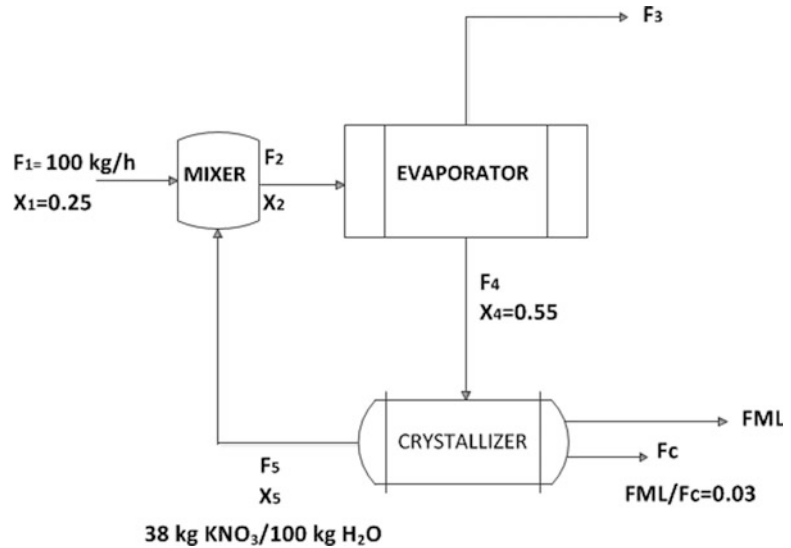 F3
F1= 100 kg/h
X1=0.25
MIXER
F2
X2
EVAPORATOR
F4
X4=0.55
CRYSTALLIZER
FML
Fc
FML/Fc=0.03
F5
X5
38 kg KNO3/100 kg H2O